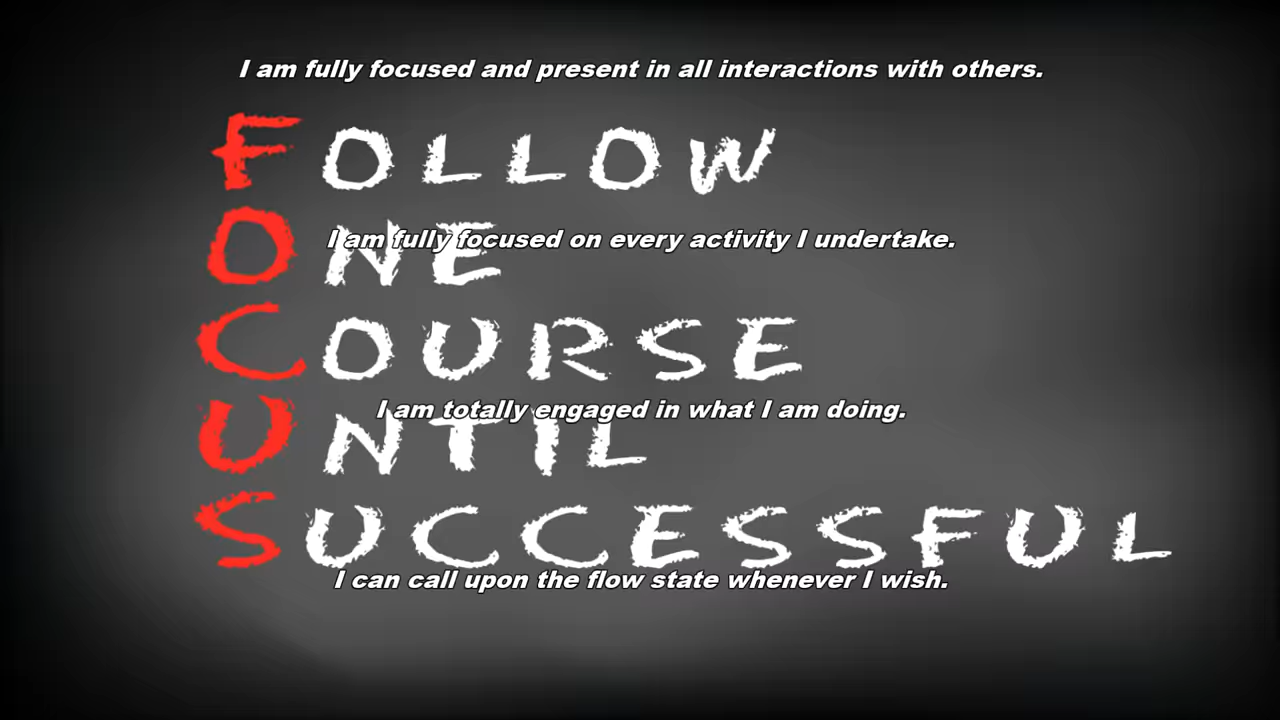 I am fully focused and present in all interactions with others.
FOLLOW
ONE
I am fully focused on every activity I undertake.
COURSE
UNTIL
I am totally engaged in what I am doing.
SUCCESSFUL
I can call upon the flow state whenever I wish.